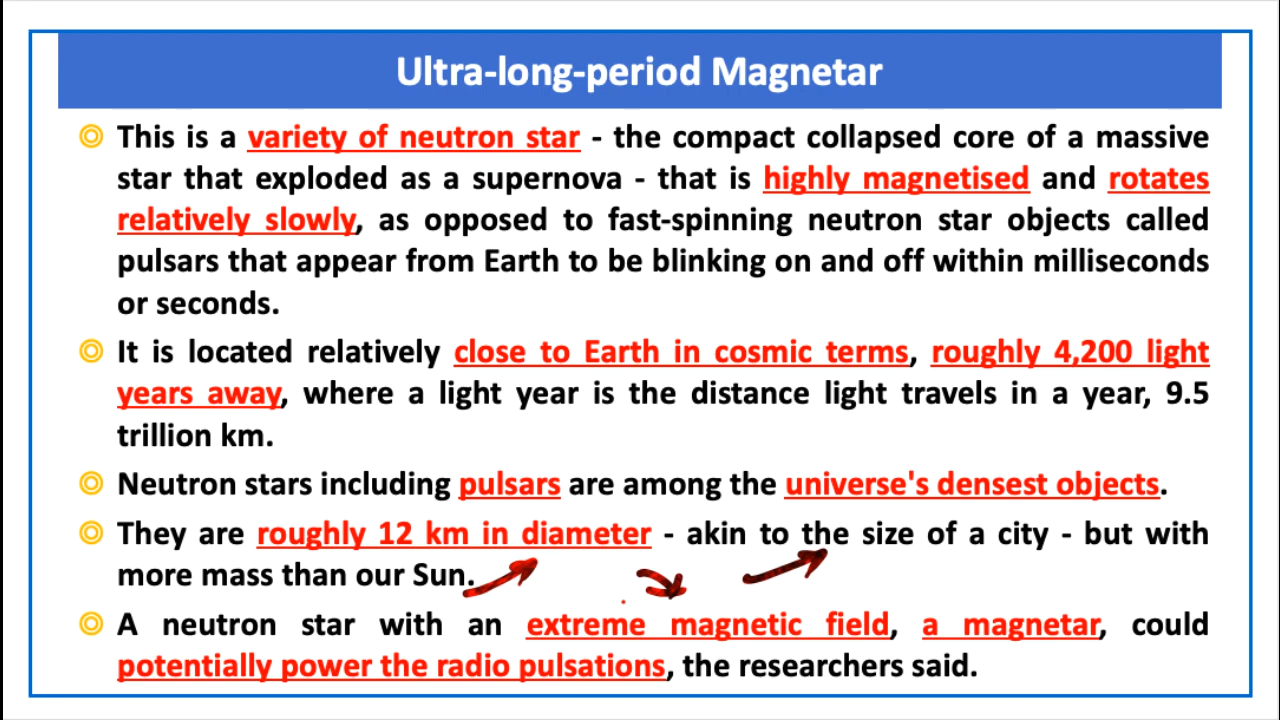 Ultra-long-period Magnetar
This is a variety of neutron star - the compact collapsed core of a massive
star that exploded as a supernova - that is highly magnetised and rotates
relatively slowly, as opposed to fast-spinning neutron star objects called
pulsars that appear from Earth to be blinking on and off within milliseconds
or seconds.
It is located relatively close to Earth in cosmic terms, roughly 4,200 light
years away, where a light year is the distance light travels in a year, 9.5
trillion km.
Neutron stars including pulsars are among the universe's densest objects.
They are roughly 12 km in diameter - akin to the size of a city - but with
more mass than our Sun.
A neutron star with an extreme magnetic field, a magnetar, could
potentially power the radio pulsations, the researchers said.